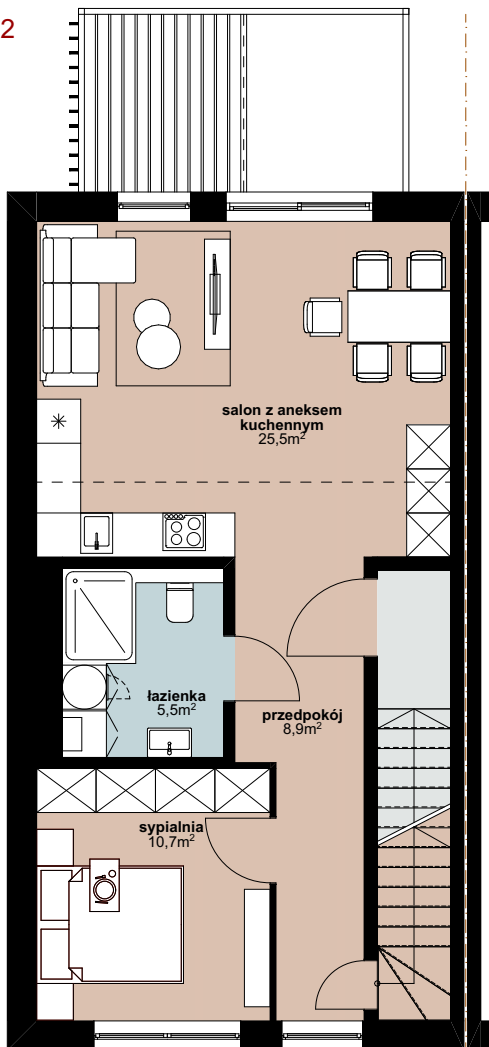 2
salon z aneksem
kuchennym
25,5m²
łazienka
5,5m²
przedpokój
8,9m²
sypialnia
10,7m²